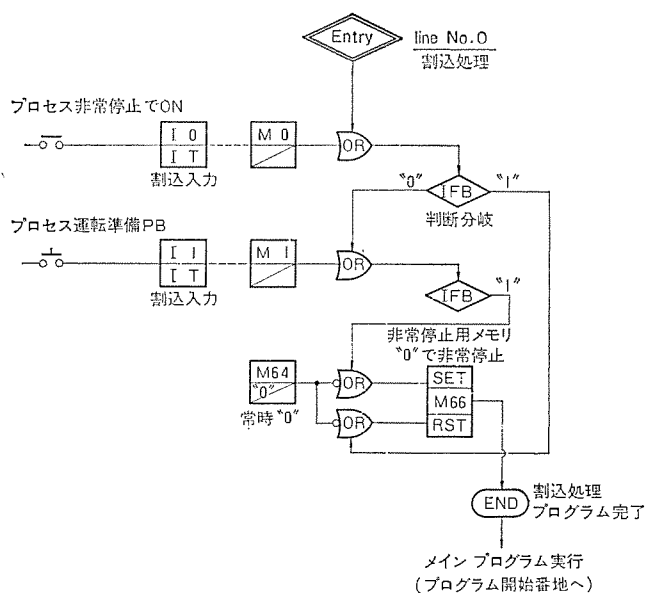 Entry
line No.0
割込処理
プロセス非常停止でON
I 0
I T
割込入力
M 0
OR
"0"
IFB
"1"
判断分岐
プロセス運転準備PB
I 1
I T
割込入力
M 1
OR
IFB
"1"
非常停止用メモリ
"0"で非常停止
M64
"0"
常時"0"
OR
OR
SET
M66
RST
END
割込処理
プログラム完了
メイン プログラム実行
(プログラム開始番地へ)